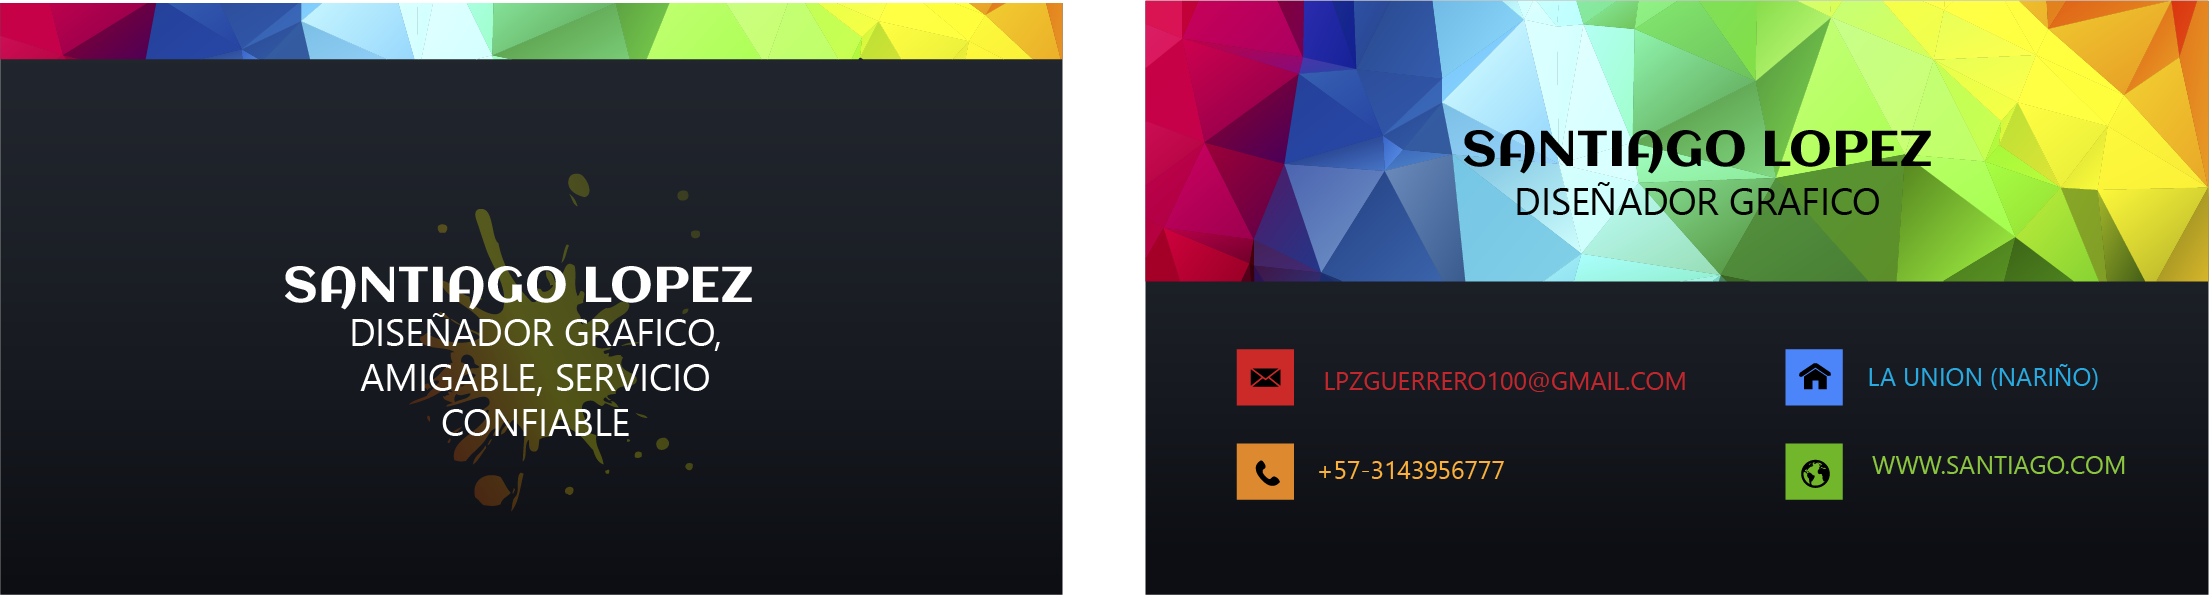 SANTIAGO LOPEZ
DISEÑADOR GRAFICO,
AMIGABLE, SERVICIO
CONFIABLE
SANTIAGO LOPEZ
DISEÑADOR GRAFICO
LPZGUERRERO100@GMAIL.COM
+57-3143956777
LA UNION (NARIÑO)
WWW.SANTIAGO.COM